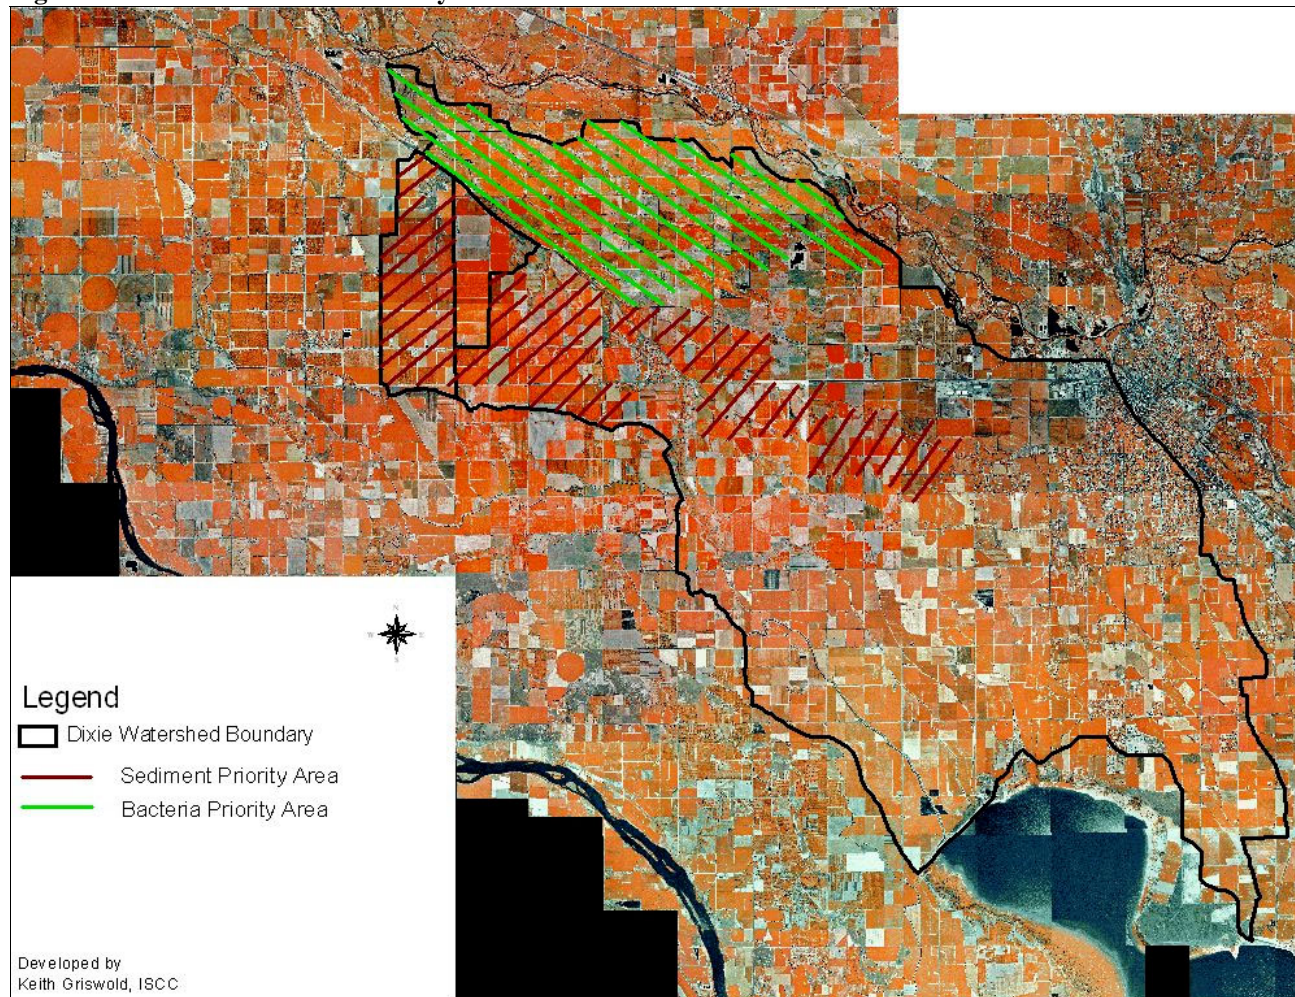 N
W E
S
Legend
Dixie Watershed Boundary
Sediment Priority Area
Bacteria Priority Area
Developed by
Keith Griswold, ISCC